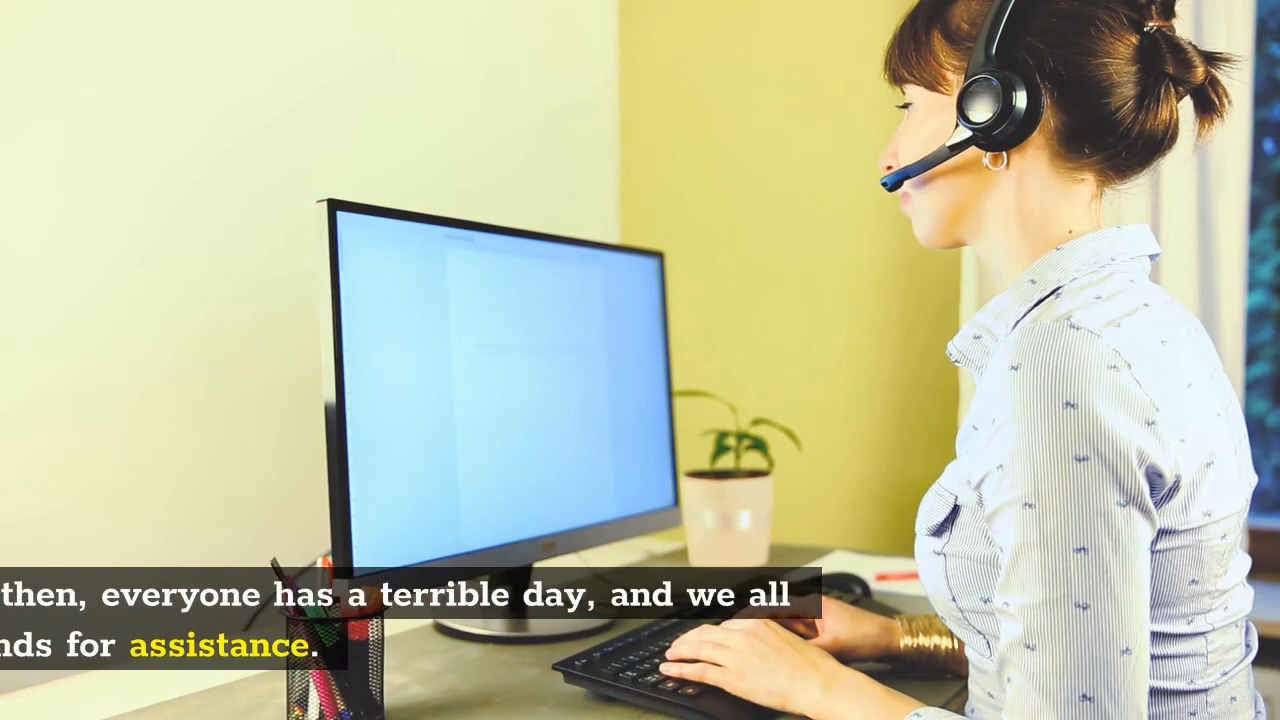 then, everyone has a terrible day, and we all
nds for assistance.